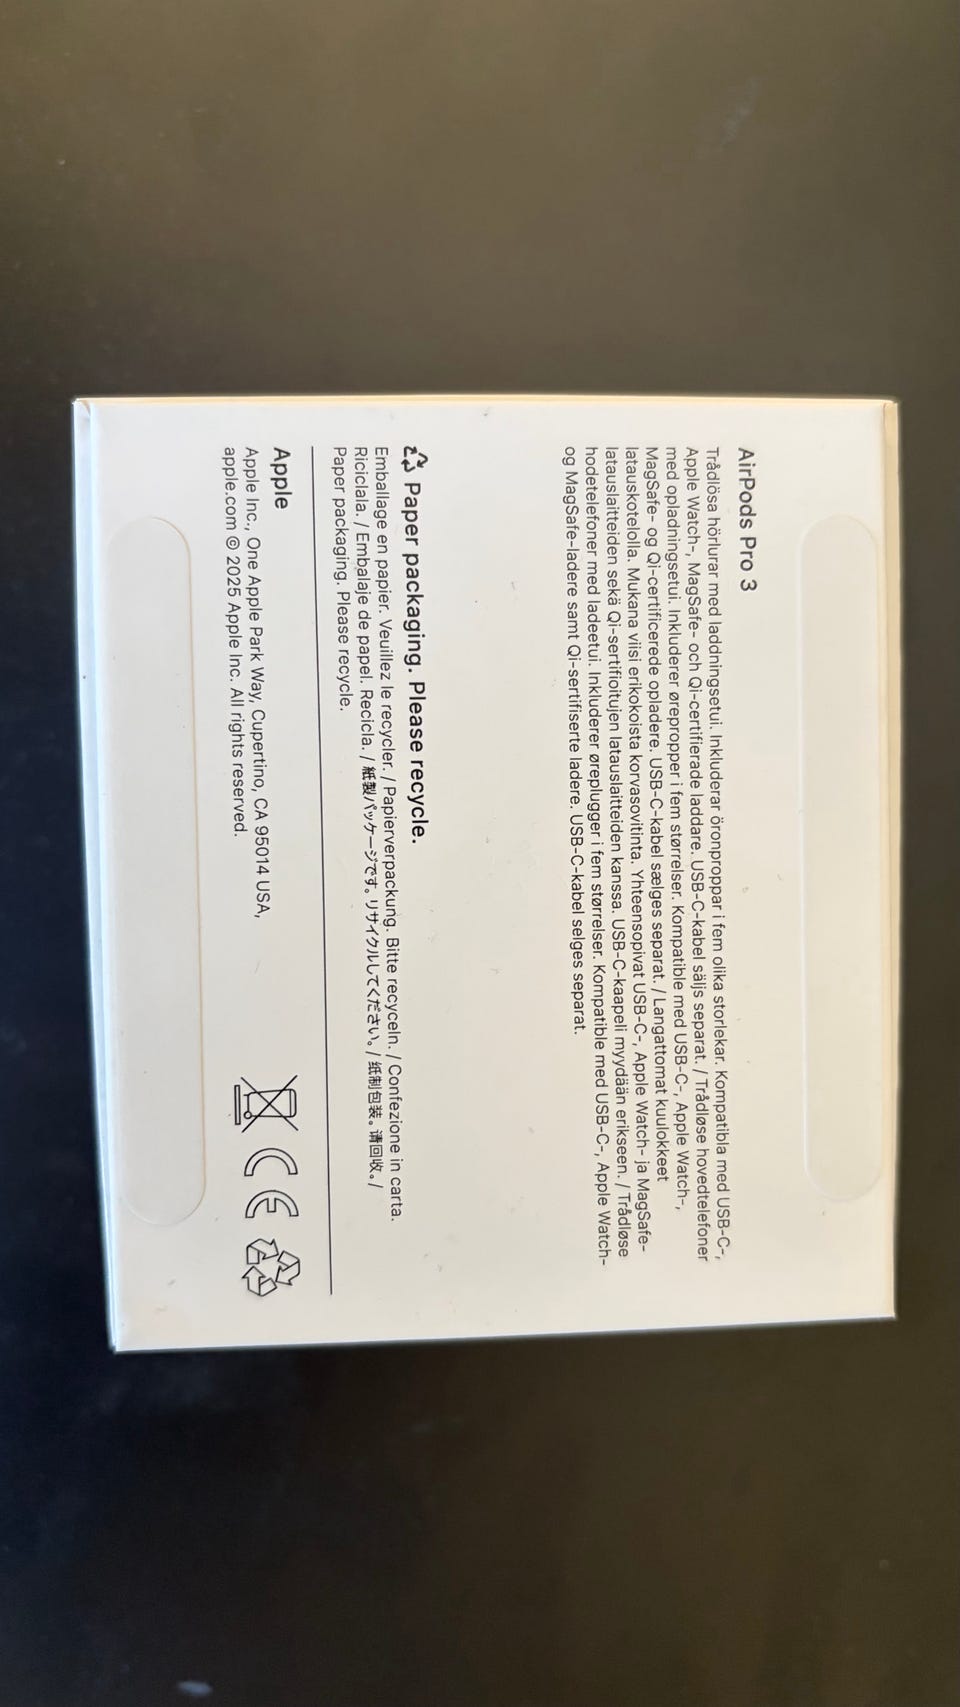 AirPods Pro 3
Trådlösa hörlurar med laddningsetui. Inkluderar öronproppar i fem olika storlekar. Kompatibla med USB-C-,
Apple Watch-, MagSafe- och Qi-certifierade laddare. USB-C-kabel säljs separat. / Trådløse hovedtelefoner
med opladningsetui. Inkluderer ørepropper i fem størrelser. Kompatible med USB-C-, Apple Watch-,
MagSafe- og Qi-certificerede opladere. USB-C-kabel sælges separat. / Langattomat kuulokkeet
latauskotelolla. Mukana viisi erikokoista korvasovitinta. Yhteensopivat USB-C-, Apple Watch- ja MagSafe-
latauslaitteiden sekä Qi-sertifioitujen latauslaitteiden kanssa. USB-C-kaapeli myydään erikseen. / Trådløse
hodetelefoner med ladeetui. Inkluderer øreplugger i fem størrelser. Kompatible med USB-C-, Apple Watch-
og MagSafe-ladere samt Qi-sertifiserte ladere. USB-C-kabel selges separat.
Paper packaging. Please recycle.
Emballage en papier. Veuillez le recycler. / Papierverpackung. Bitte recyceln. / Confezione in carta.
Riciclala. / Embalaje de papel. Recicla. / 紙製パッケージです。リサイクルしてください。/ 纸制包装。请回收。/
Paper packaging. Please recycle.
Apple
Apple Inc., One Apple Park Way, Cupertino, CA 95014 USA,
apple.com © 2025 Apple Inc. All rights reserved.
CE